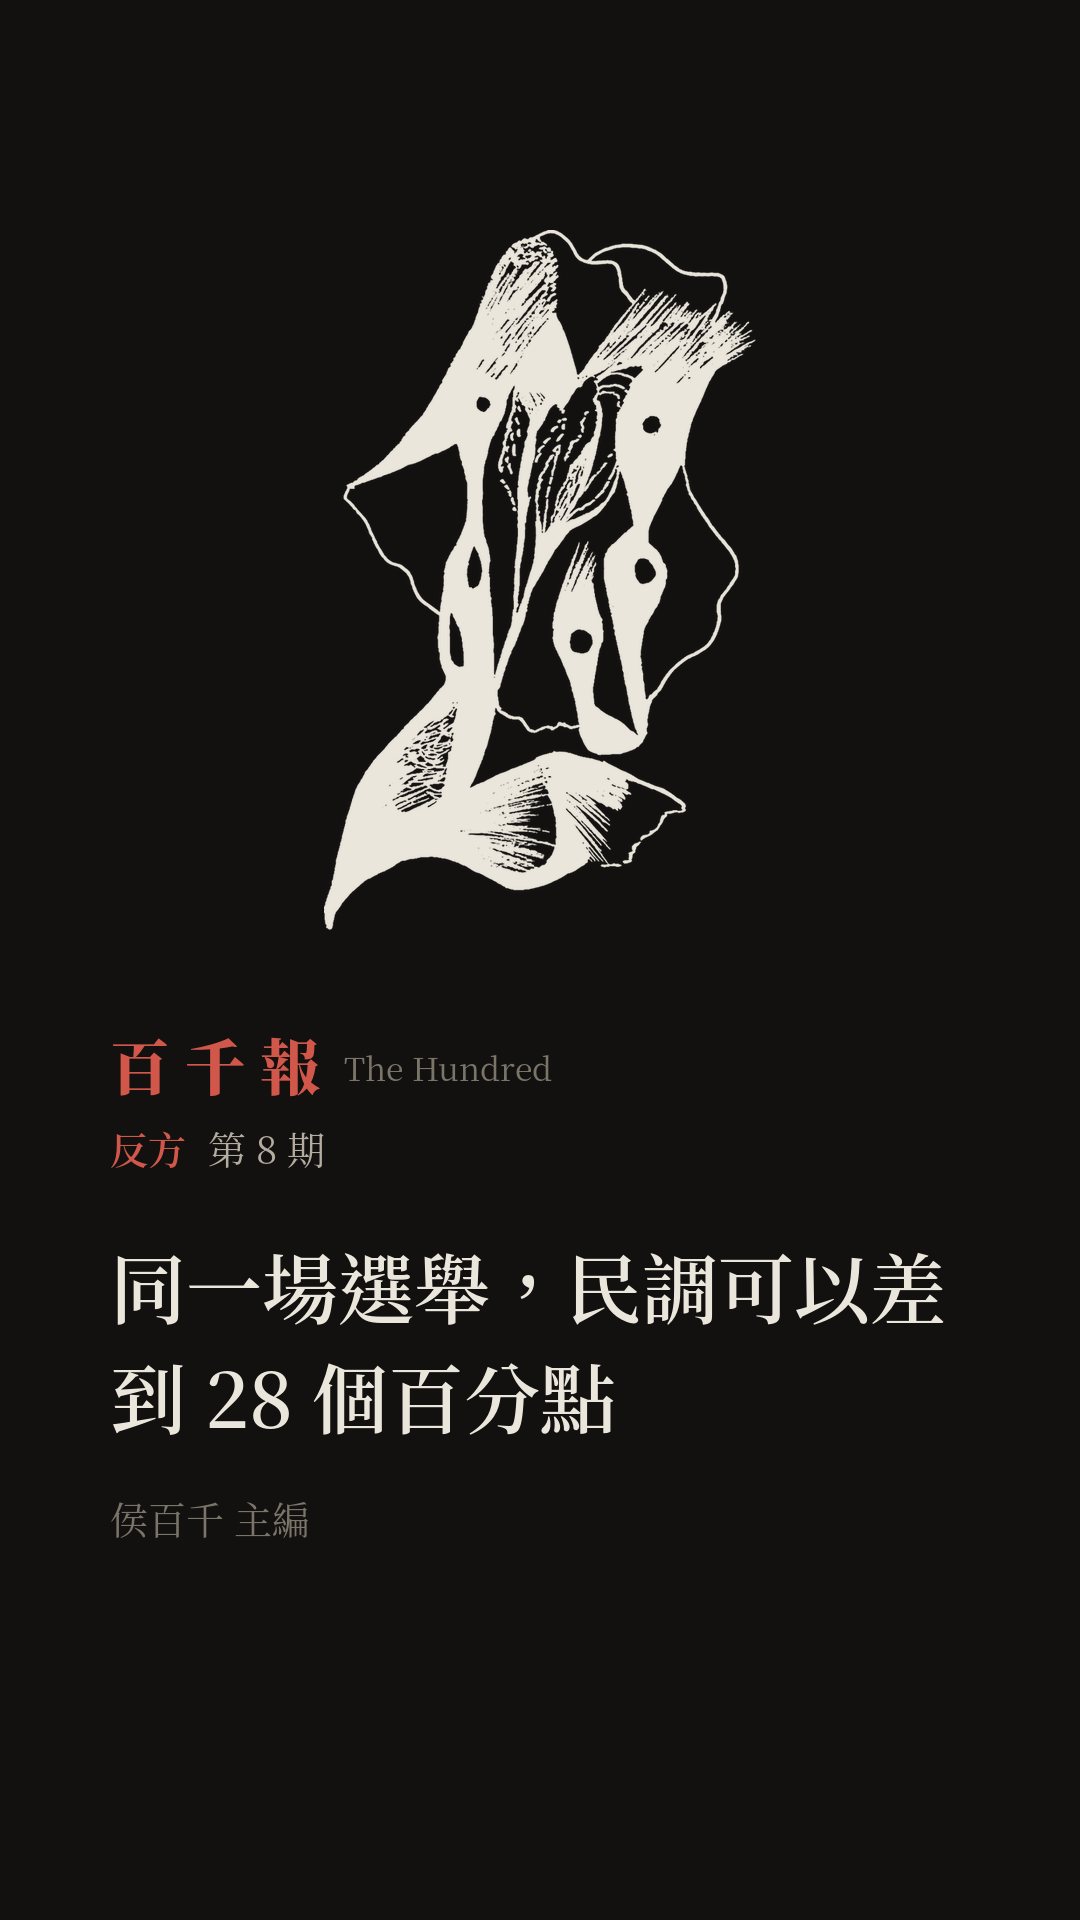 百千報 The Hundred
反方 第 8 期
同一場選舉，民調可以差
到 28 個百分點
侯百千 主編